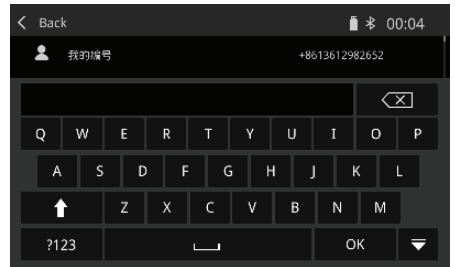 Back 00:04
我的编号 +8613612982652
Q W E R T Y U I O P
A S D F G H J K L
Z X C V B N M
?123 OK